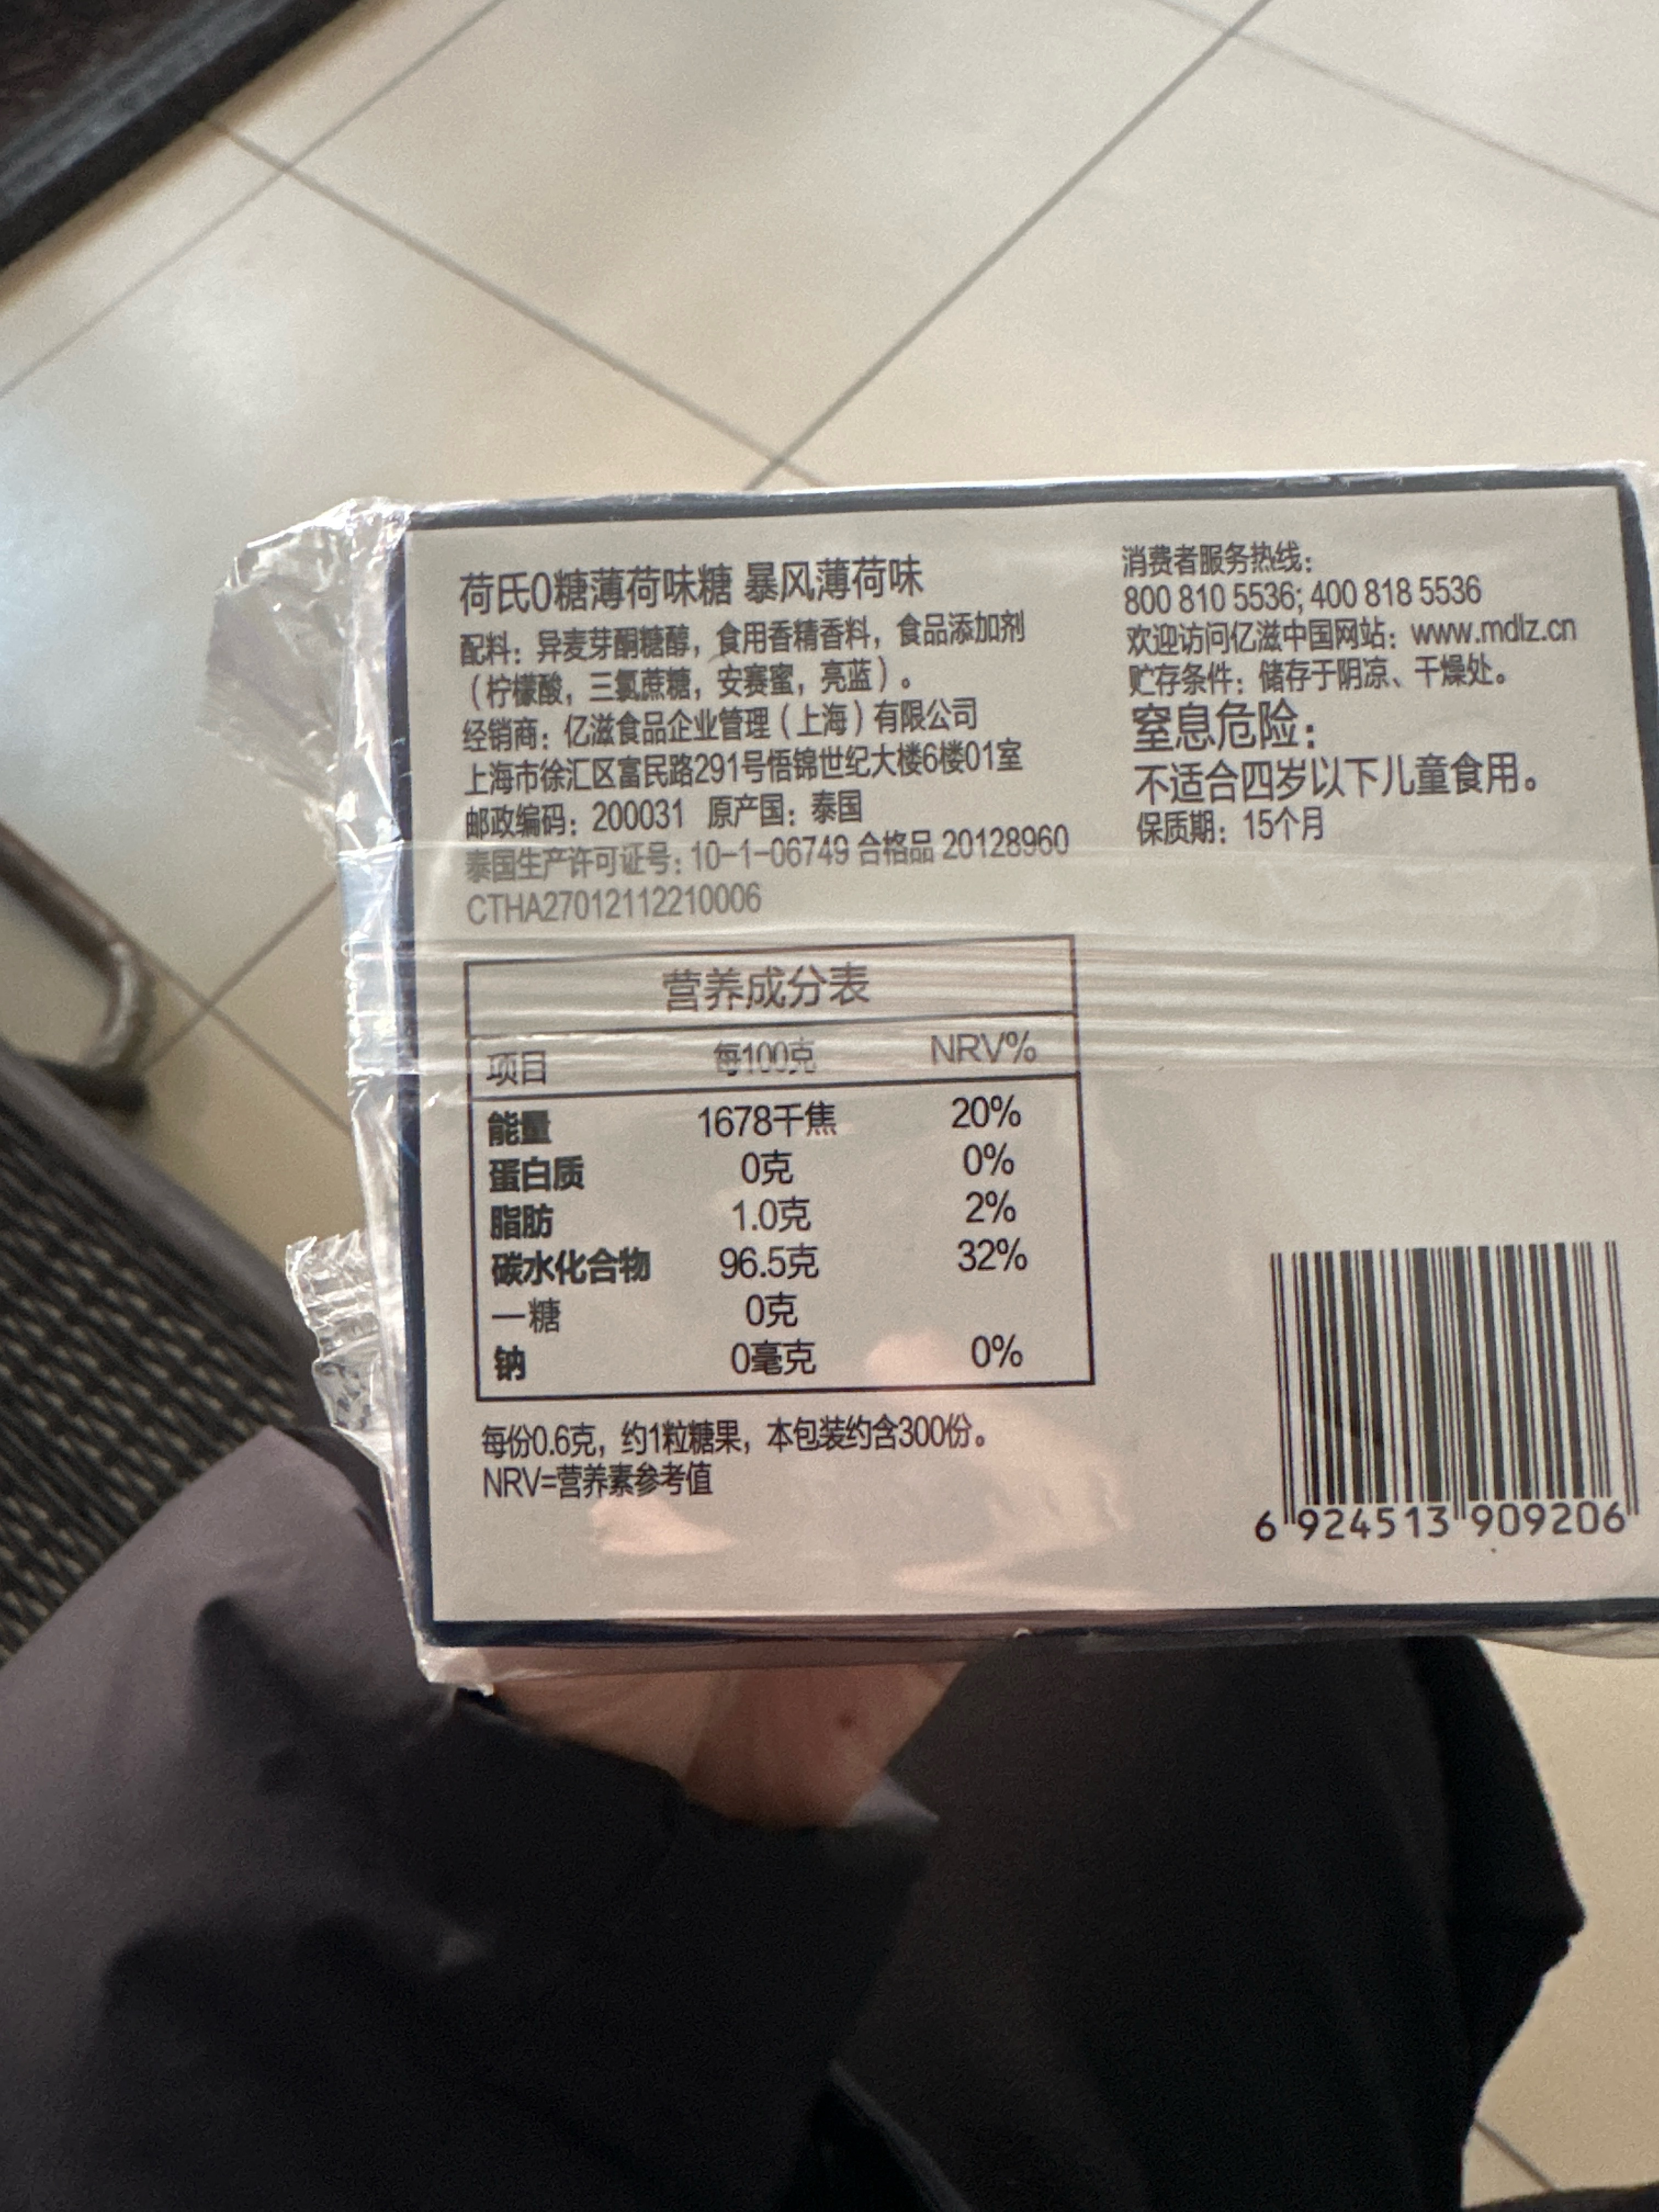 荷氏0糖薄荷味糖 暴风薄荷味
配料：异麦芽酮糖醇，食用香精香料，食品添加剂
（柠檬酸，三氯蔗糖，安赛蜜，亮蓝）。
经销商：亿滋食品企业管理（上海）有限公司
上海市徐汇区富民路291号悟锦世纪大楼6楼01室
邮政编码：200031 原产国：泰国
泰国生产许可证号：10-1-06749 合格品 20128960
CTHA27012112210006
消费者服务热线：
800 810 5536; 400 818 5536
欢迎访问亿滋中国网站：www.mdlz.cn
贮存条件：储存于阴凉、干燥处。
窒息危险：
不适合四岁以下儿童食用。
保质期：15个月
营养成分表
项目 每100克 NRV%
能量 1678千焦 20%
蛋白质 0克 0%
脂肪 1.0克 2%
碳水化合物 96.5克 32%
—糖 0克
钠 0毫克 0%
每份0.6克，约1粒糖果，本包装约含300份。
NRV=营养素参考值
6 924513 909206